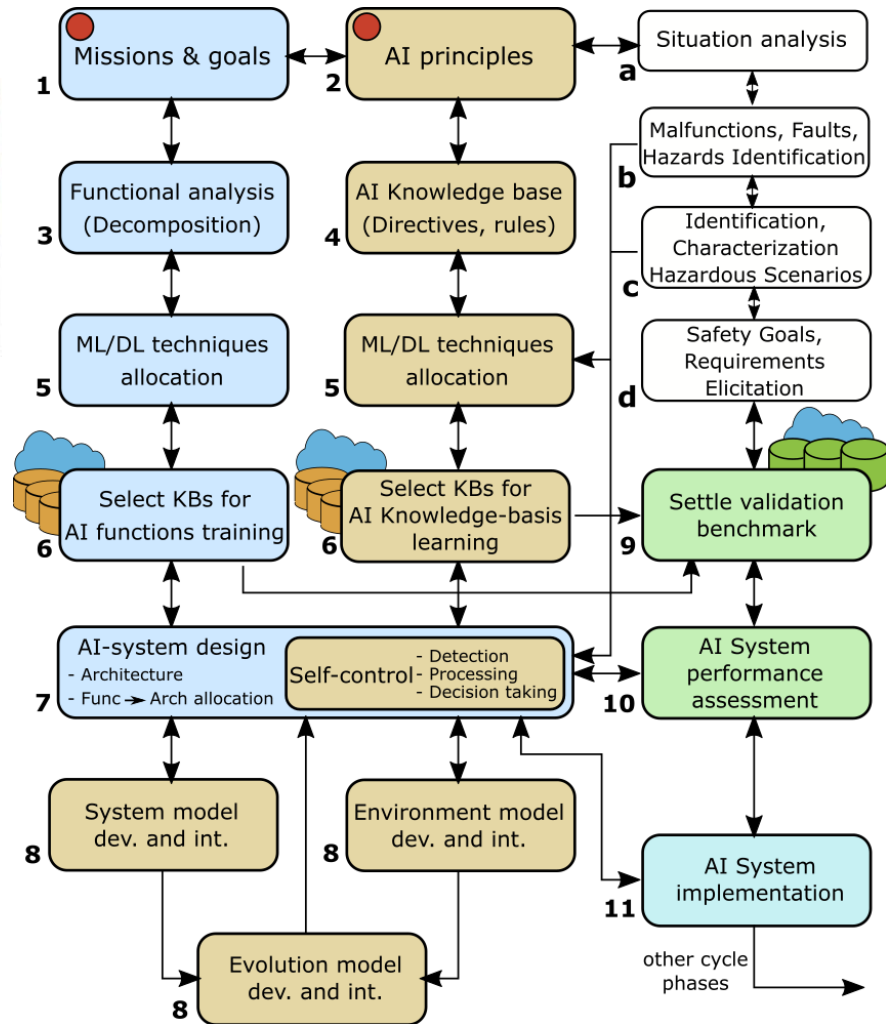 Missions & goals
1
AI principles
2
Situation analysis
a
Malfunctions, Faults,
Hazards Identification
b
Functional analysis
(Decomposition)
3
AI Knowledge base
(Directives, rules)
4
Identification,
Characterization
Hazardous Scenarios
c
ML/DL techniques
allocation
5
ML/DL techniques
allocation
5
Safety Goals,
Requirements
Elicitation
d
Select KBs for
AI functions training
6
Select KBs for
AI Knowledge-basis
learning
6
Settle validation
benchmark
9
AI-system design
- Architecture
- Func → Arch allocation
7
Self-control
- Detection
- Processing
- Decision taking
AI System
performance
assessment
10
System model
dev. and int.
8
Environment model
dev. and int.
8
AI System
implementation
11
Evolution model
dev. and int.
8
other cycle
phases